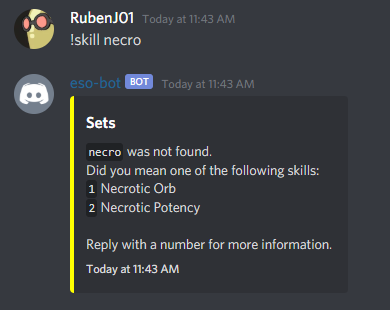 RubenJ01 Today at 11:43 AM
!skill necro
eso-bot BOT Today at 11:43 AM
Sets
necro was not found.
Did you mean one of the following skills:
1 Necrotic Orb
2 Necrotic Potency
Reply with a number for more information.
Today at 11:43 AM